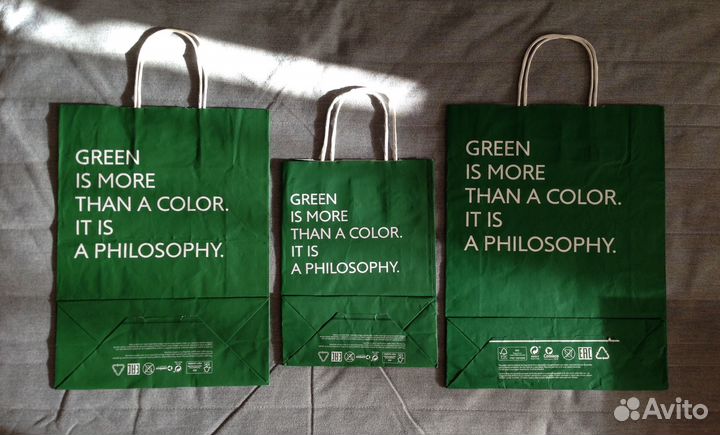 GREEN
IS MORE
THAN A COLOR.
IT IS
A PHILOSOPHY.
GREEN
IS MORE
THAN A COLOR.
IT IS
A PHILOSOPHY.
GREEN
IS MORE
THAN A COLOR.
IT IS
A PHILOSOPHY.
EAC
Avito